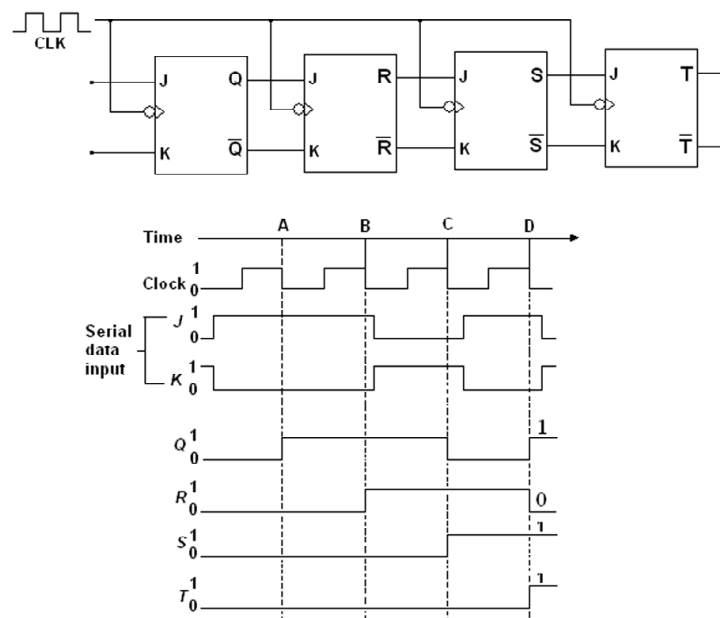 CLK
J Q J R J S J T
K Q̅ K R̅ K S̅ K T̅
Time A B C D
Clock 1 0
Serial data input
J 1 0
K 1 0
Q 1 0 1
R 1 0 0
S 1 0 1
T 1 0 1